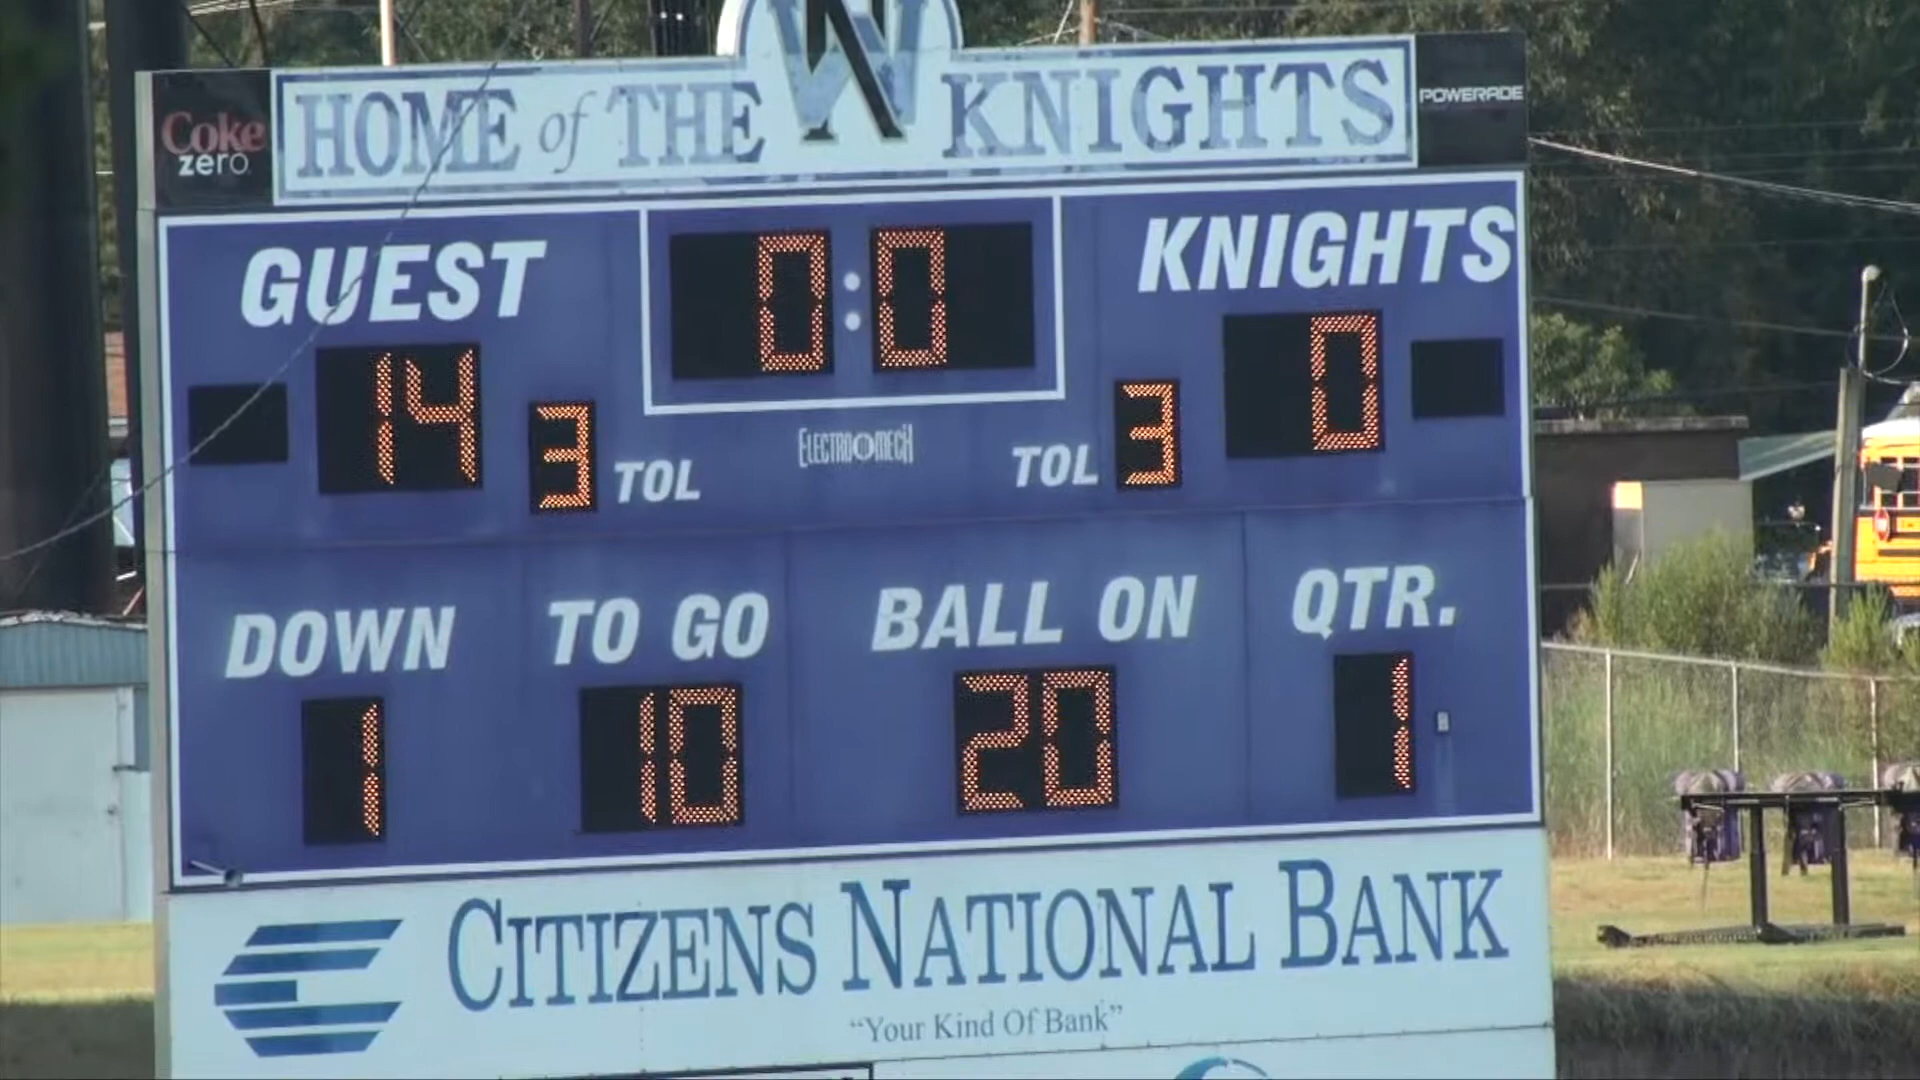 Coke zero
HOME of THE W KNIGHTS
POWERADE
GUEST
0:0
KNIGHTS
14
3 TOL
ELECTRO-MECH
TOL 3
0
DOWN
TO GO
BALL ON
QTR.
1
10
20
1
CITIZENS NATIONAL BANK
"Your Kind Of Bank"